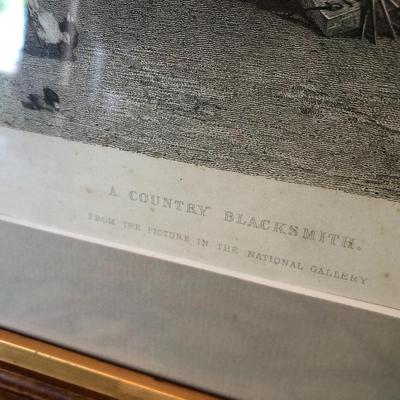 A COUNTRY BLACKSMITH.
FROM THE PICTURE IN THE NATIONAL GALLERY